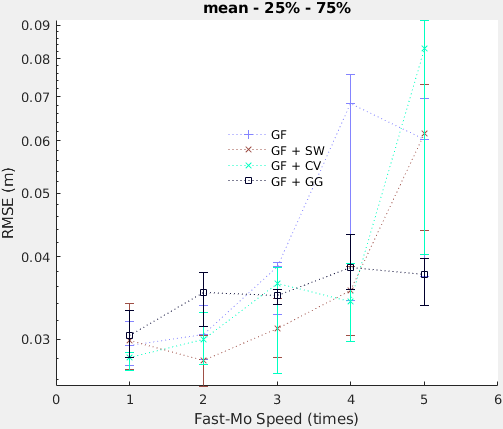 mean - 25% - 75%
0.09
0.08
0.07
0.06
0.05
0.04
0.03
RMSE (m)
GF
GF + SW
GF + CV
GF + GG
0 1 2 3 4 5 6
Fast-Mo Speed (times)